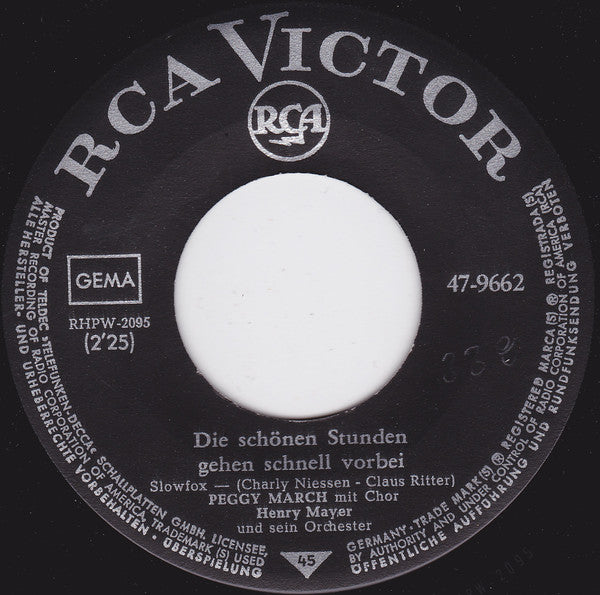 RCA VICTOR
RCA
GEMA
47-9662
RHPW-2095
(2'25)
Die schönen Stunden
gehen schnell vorbei
Slowfox — (Charly Niessen - Claus Ritter)
PEGGY MARCH mit Chor
Henry Mayer
und sein Orchester
45
PRODUCT OF TELDEC »TELEFUNKEN-DECCA« SCHALLPLATTEN GMBH. LICENSEE,
MASTER RECORDING OF RADIO CORPORATION OF AMERICA. TRADEMARK (S) USED
ALLE HERSTELLER- UND URHEBERRECHTE VORBEHALTEN · ÜBERSPIELUNG
GERMANY · TRADE MARK(S) ® REGISTERED MARCA(S) ® REGISTRADA(S)
BY AUTHORITY AND UNDER CONTROL OF RADIO CORPORATION OF AMERICA (RCA)
ÖFFENTLICHE AUFFÜHRUNG UND RUNDFUNKSENDUNG VERBOTEN